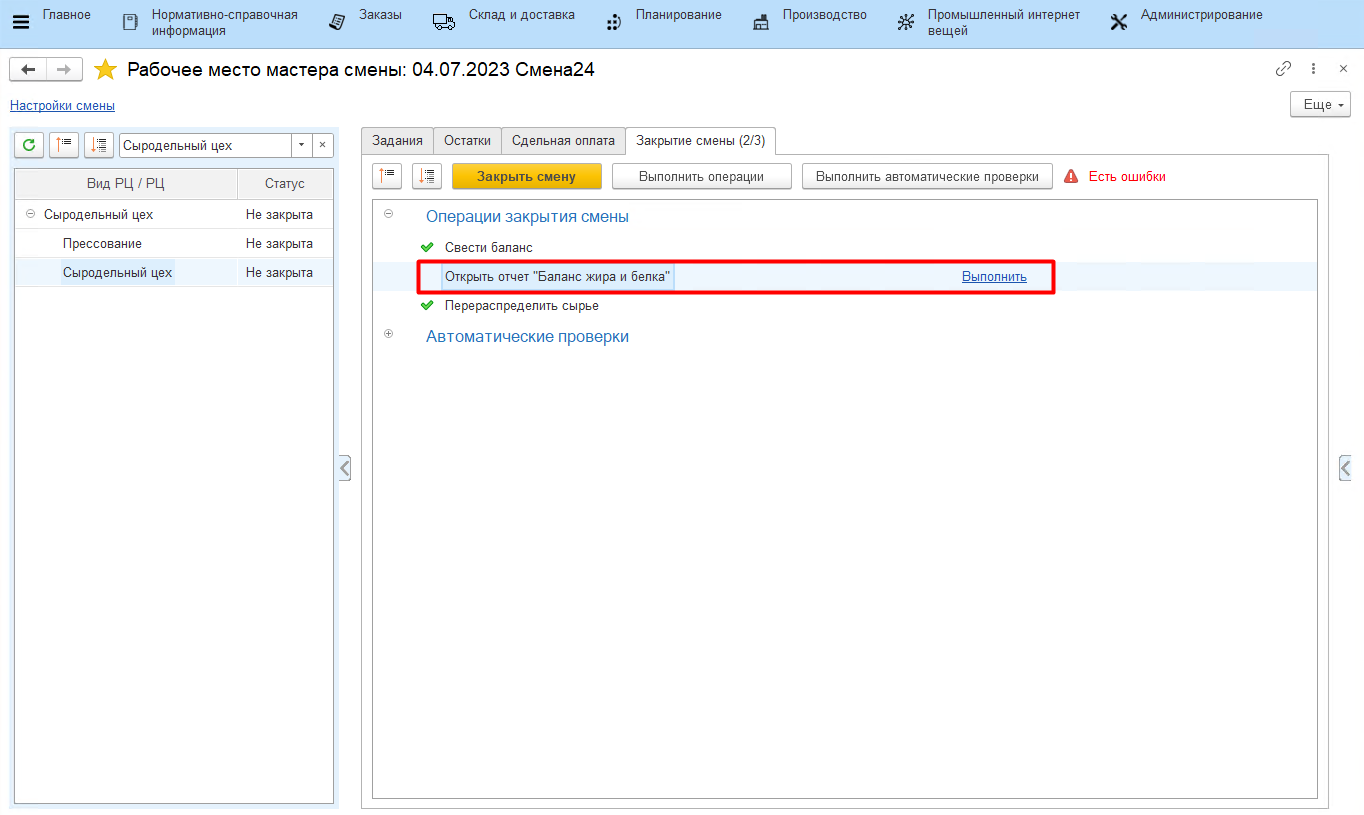 Главное
Нормативно-справочная
информация
Заказы
Склад и доставка
Планирование
Производство
Промышленный интернет
вещей
Администрирование
Рабочее место мастера смены: 04.07.2023 Смена24
Настройки смены
Еще
Сыродельный цех
Вид РЦ / РЦ Статус
Сыродельный цех Не закрыта
Прессование Не закрыта
Сыродельный цех Не закрыта
Задания Остатки Сдельная оплата Закрытие смены (2/3)
Закрыть смену Выполнить операции Выполнить автоматические проверки Есть ошибки
Операции закрытия смены
Свести баланс
Открыть отчет "Баланс жира и белка" Выполнить
Перераспределить сырье
Автоматические проверки